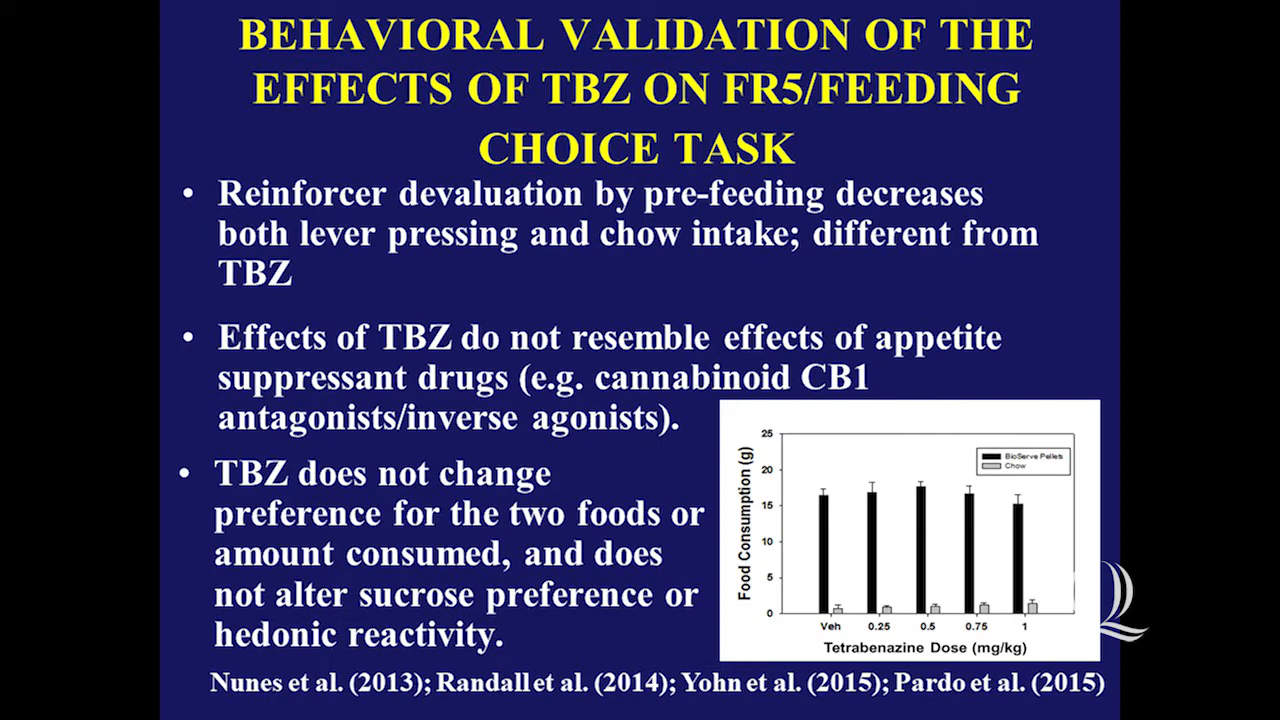 BEHAVIORAL VALIDATION OF THE
EFFECTS OF TBZ ON FR5/FEEDING
CHOICE TASK
• Reinforcer devaluation by pre-feeding decreases
both lever pressing and chow intake; different from
TBZ
• Effects of TBZ do not resemble effects of appetite
suppressant drugs (e.g. cannabinoid CB1
antagonists/inverse agonists).
• TBZ does not change
preference for the two foods or
amount consumed, and does
not alter sucrose preference or
hedonic reactivity.
Food Consumption (g)
25
20
15
10
5
0
BioServe Pellets
Chow
Veh 0.25 0.5 0.75 1
Tetrabenazine Dose (mg/kg)
Nunes et al. (2013); Randall et al. (2014); Yohn et al. (2015); Pardo et al. (2015)